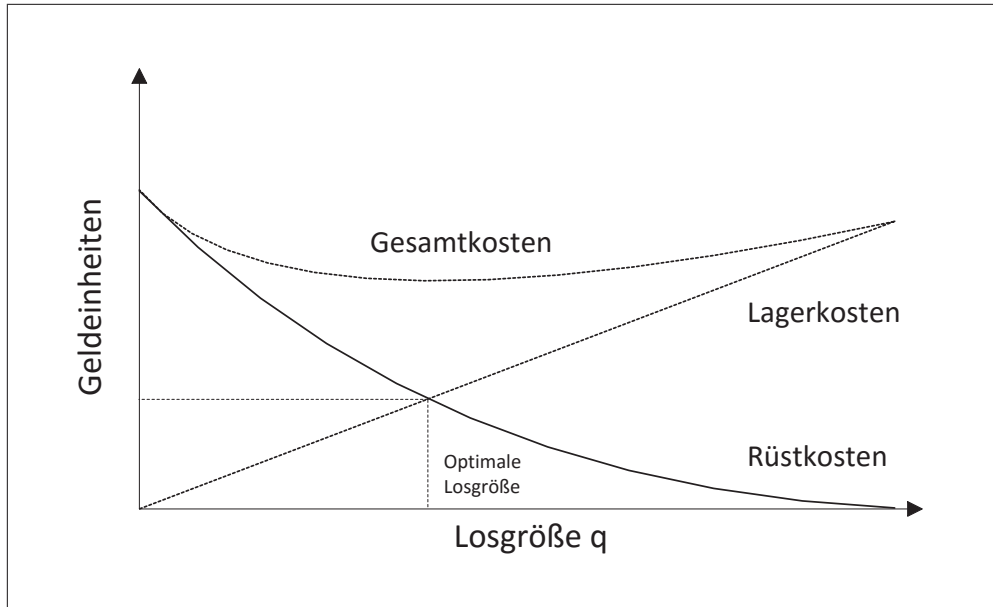 Geldeinheiten
Gesamtkosten
Lagerkosten
Rüstkosten
Optimale
Losgröße
Losgröße q